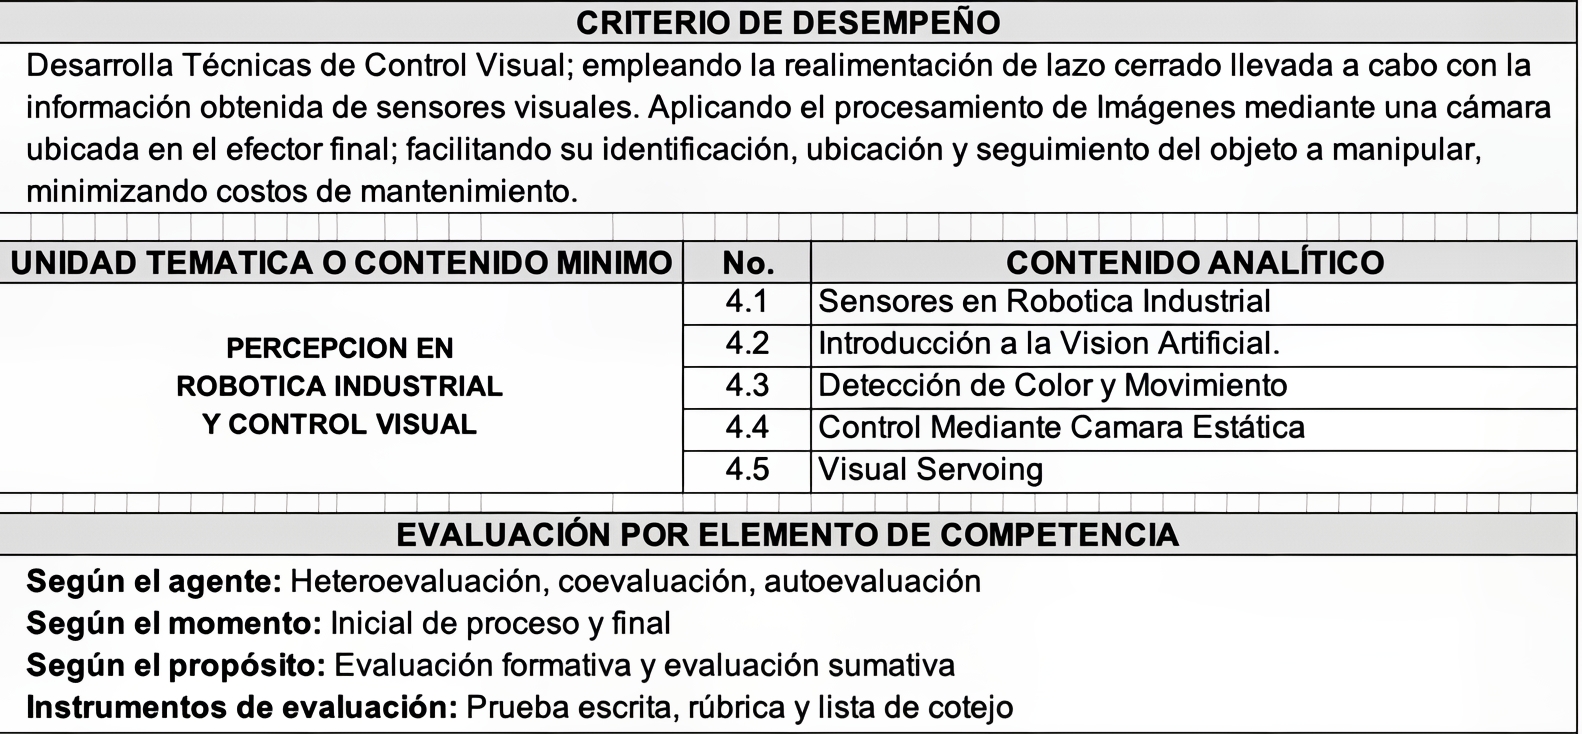 CRITERIO DE DESEMPEÑO
Desarrolla Técnicas de Control Visual; empleando la realimentación de lazo cerrado llevada a cabo con la
información obtenida de sensores visuales. Aplicando el procesamiento de Imágenes mediante una cámara
ubicada en el efector final; facilitando su identificación, ubicación y seguimiento del objeto a manipular,
minimizando costos de mantenimiento.
UNIDAD TEMATICA O CONTENIDO MINIMO No. CONTENIDO ANALÍTICO
PERCEPCION EN
ROBOTICA INDUSTRIAL
Y CONTROL VISUAL
4.1 Sensores en Robotica Industrial
4.2 Introducción a la Vision Artificial.
4.3 Detección de Color y Movimiento
4.4 Control Mediante Camara Estática
4.5 Visual Servoing
EVALUACIÓN POR ELEMENTO DE COMPETENCIA
Según el agente: Heteroevaluación, coevaluación, autoevaluación
Según el momento: Inicial de proceso y final
Según el propósito: Evaluación formativa y evaluación sumativa
Instrumentos de evaluación: Prueba escrita, rúbrica y lista de cotejo